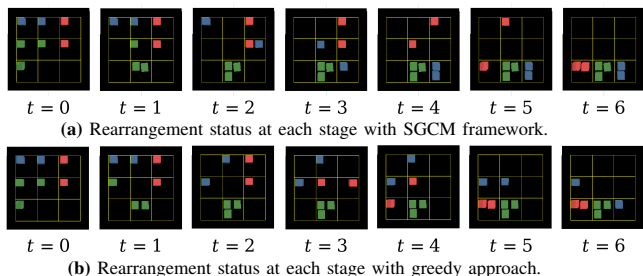 t = 0 t = 1 t = 2 t = 3 t = 4 t = 5 t = 6
(a) Rearrangement status at each stage with SGCM framework.
t = 0 t = 1 t = 2 t = 3 t = 4 t = 5 t = 6
(b) Rearrangement status at each stage with greedy approach.